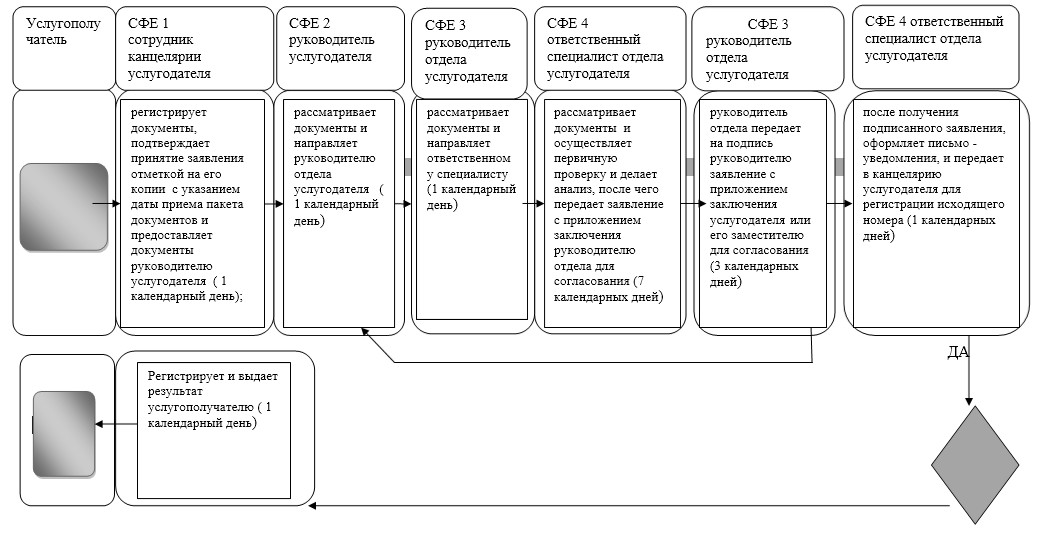 Услугополу
чатель
СФЕ 1
сотрудник
канцелярии
услугодателя
СФЕ 2
руководитель
услугодателя
СФЕ 3
руководитель
отдела
услугодателя
СФЕ 4
ответственный
специалист отдела
услугодателя
СФЕ 3
руководитель
отдела
услугодателя
СФЕ 4 ответственный
специалист отдела
услугодателя
регистрирует
документы,
подтверждает
принятие заявления
отметкой на его
копии с указанием
даты приема пакета
документов и
предоставляет
документы
руководителю
услугодателя ( 1
календарный день);
рассматривает
документы и
направляет
руководителю
отдела
услугодателя (
1 календарный
день)
рассматривает
документы и
направляет
ответственном
у специалисту
(1 календарный
день)
рассматривает
документы и
осуществляет
первичную
проверку и делает
анализ, после чего
передает заявление
с приложением
заключения
руководителю
отдела для
согласования (7
календарных дней)
руководитель
отдела передает
на подпись
руководителю
заявление с
приложением
заключения
услугодателя или
его заместителю
для согласования
(3 календарных
дней)
после получения
подписанного заявления,
оформляет письмо -
уведомления, и передает
в канцелярию
услугодателя для
регистрации исходящего
номера (1 календарных
дней)
ДА
Регистрирует и выдает
результат
услугополучателю ( 1
календарный день)